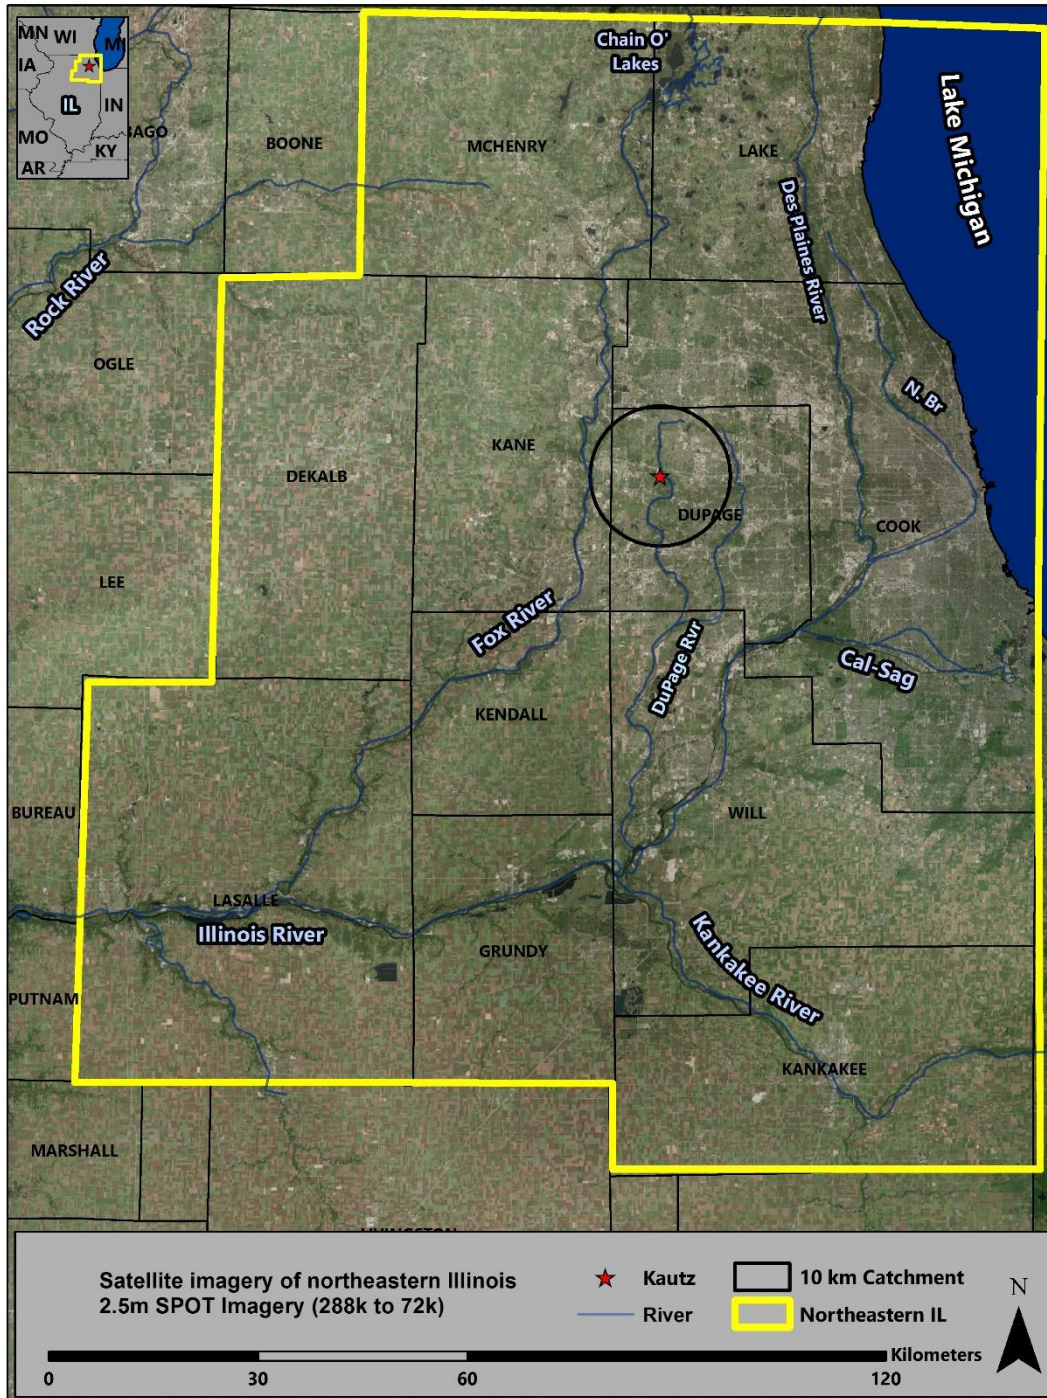 MN
WI
MI
IA
IL
IN
MO
KY
AR
BAGO
BOONE
MCHENRY
Chain O'
Lakes
LAKE
Lake Michigan
Des Plaines River
Rock River
OGLE
N. Br
KANE
DEKALB
DUPAGE
COOK
LEE
Fox River
DuPage Rvr
Cal-Sag
KENDALL
BUREAU
WILL
LASALLE
Illinois River
GRUNDY
Kankakee River
PUTNAM
KANKAKEE
MARSHALL
LIVINGSTON
Satellite imagery of northeastern Illinois
2.5m SPOT Imagery (288k to 72k)
Kautz
River
10 km Catchment
Northeastern IL
N
Kilometers
0 30 60 120